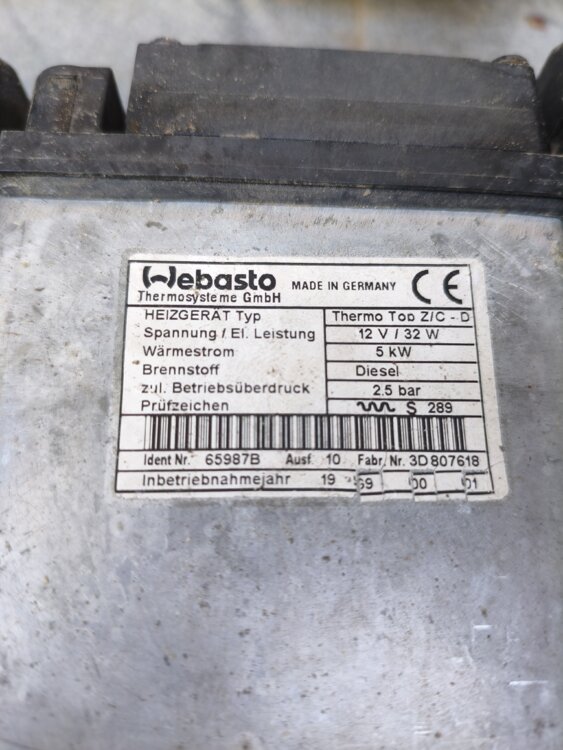 Webasto MADE IN GERMANY CE
Thermosysteme GmbH
HEIZGERÄT Typ Thermo Top Z/C - D
Spannung / El. Leistung 12 V / 32 W
Wärmestrom 5 kW
Brennstoff Diesel
zul. Betriebsüberdruck 2.5 bar
Prüfzeichen S 289
Ident Nr. 65987B Ausf. 10 Fabr. Nr. 3D 807618
Inbetriebnahmejahr 19 00 01